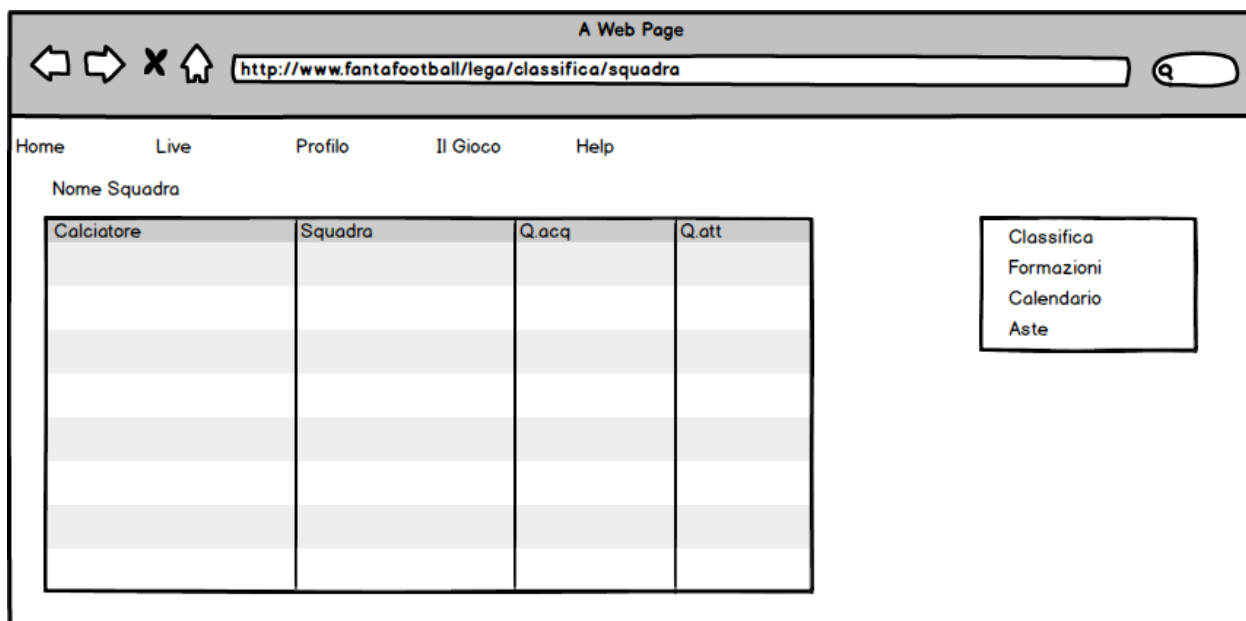 A Web Page
http://www.fantafootball/lega/classifica/squadra
Home Live Profilo Il Gioco Help
Nome Squadra
Calciatore Squadra Q.acq Q.att
Classifica
Formazioni
Calendario
Aste